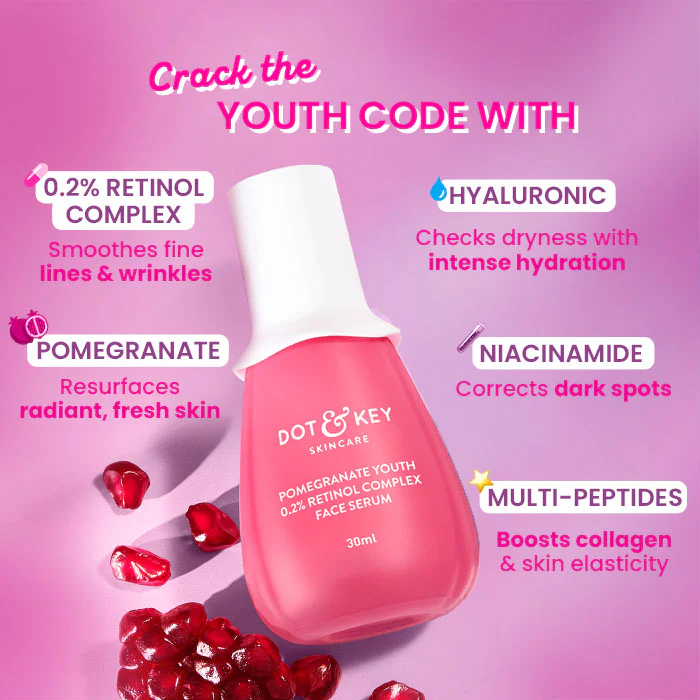 Crack the
YOUTH CODE WITH
0.2% RETINOL
COMPLEX
Smoothes fine
lines & wrinkles
HYALURONIC
Checks dryness with
intense hydration
POMEGRANATE
Resurfaces
radiant, fresh skin
NIACINAMIDE
Corrects dark spots
MULTI-PEPTIDES
Boosts collagen
& skin elasticity
DOT & KEY
SKINCARE
POMEGRANATE YOUTH
0.2% RETINOL COMPLEX
FACE SERUM
30ml